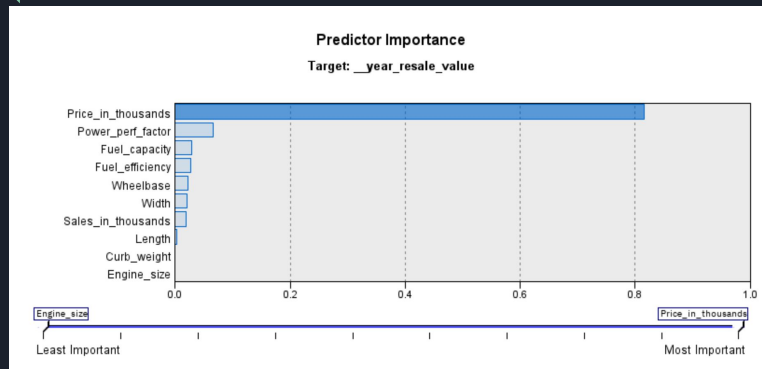 Predictor Importance
Target: __year_resale_value
Price_in_thousands
Power_perf_factor
Fuel_capacity
Fuel_efficiency
Wheelbase
Width
Sales_in_thousands
Length
Curb_weight
Engine_size
0.0 0.2 0.4 0.6 0.8 1.0
Engine_size Price_in_thousands
Least Important Most Important